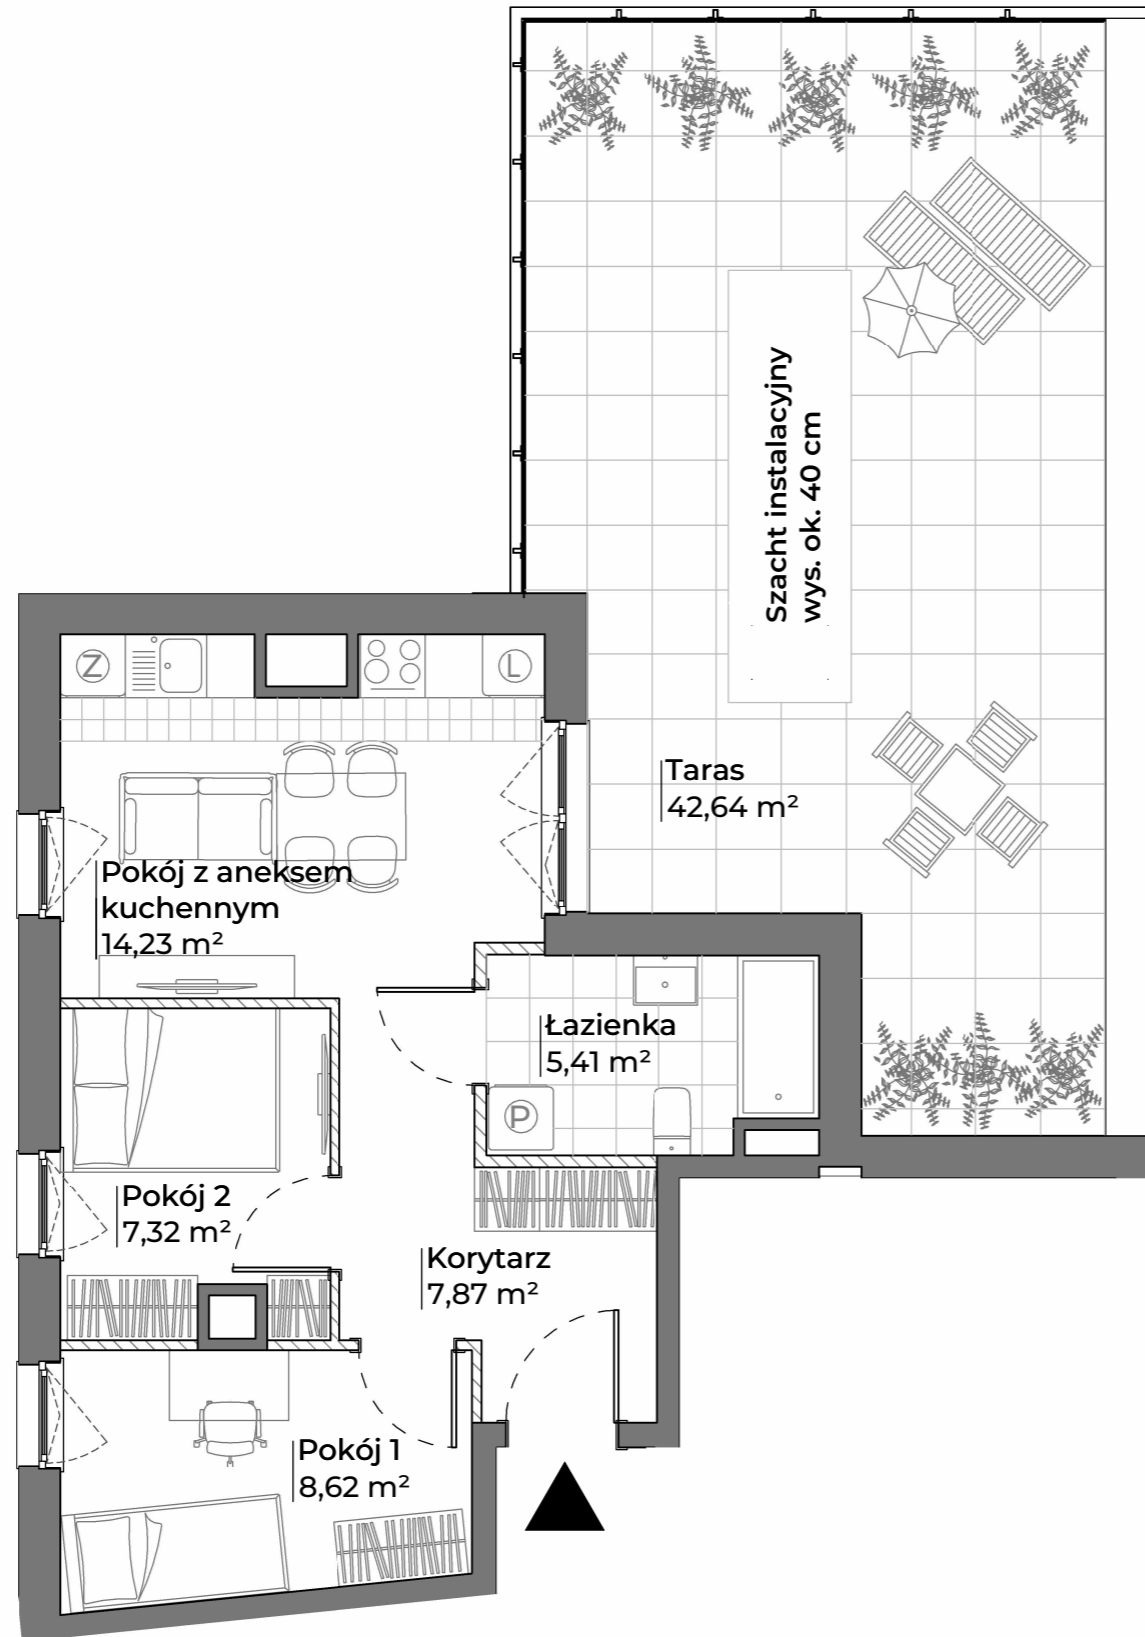 Szacht instalacyjny
wys. ok. 40 cm
Z
L
Taras
42,64 m²
Pokój z aneksem
kuchennym
14,23 m²
Łazienka
5,41 m²
P
Pokój 2
7,32 m²
Korytarz
7,87 m²
Pokój 1
8,62 m²